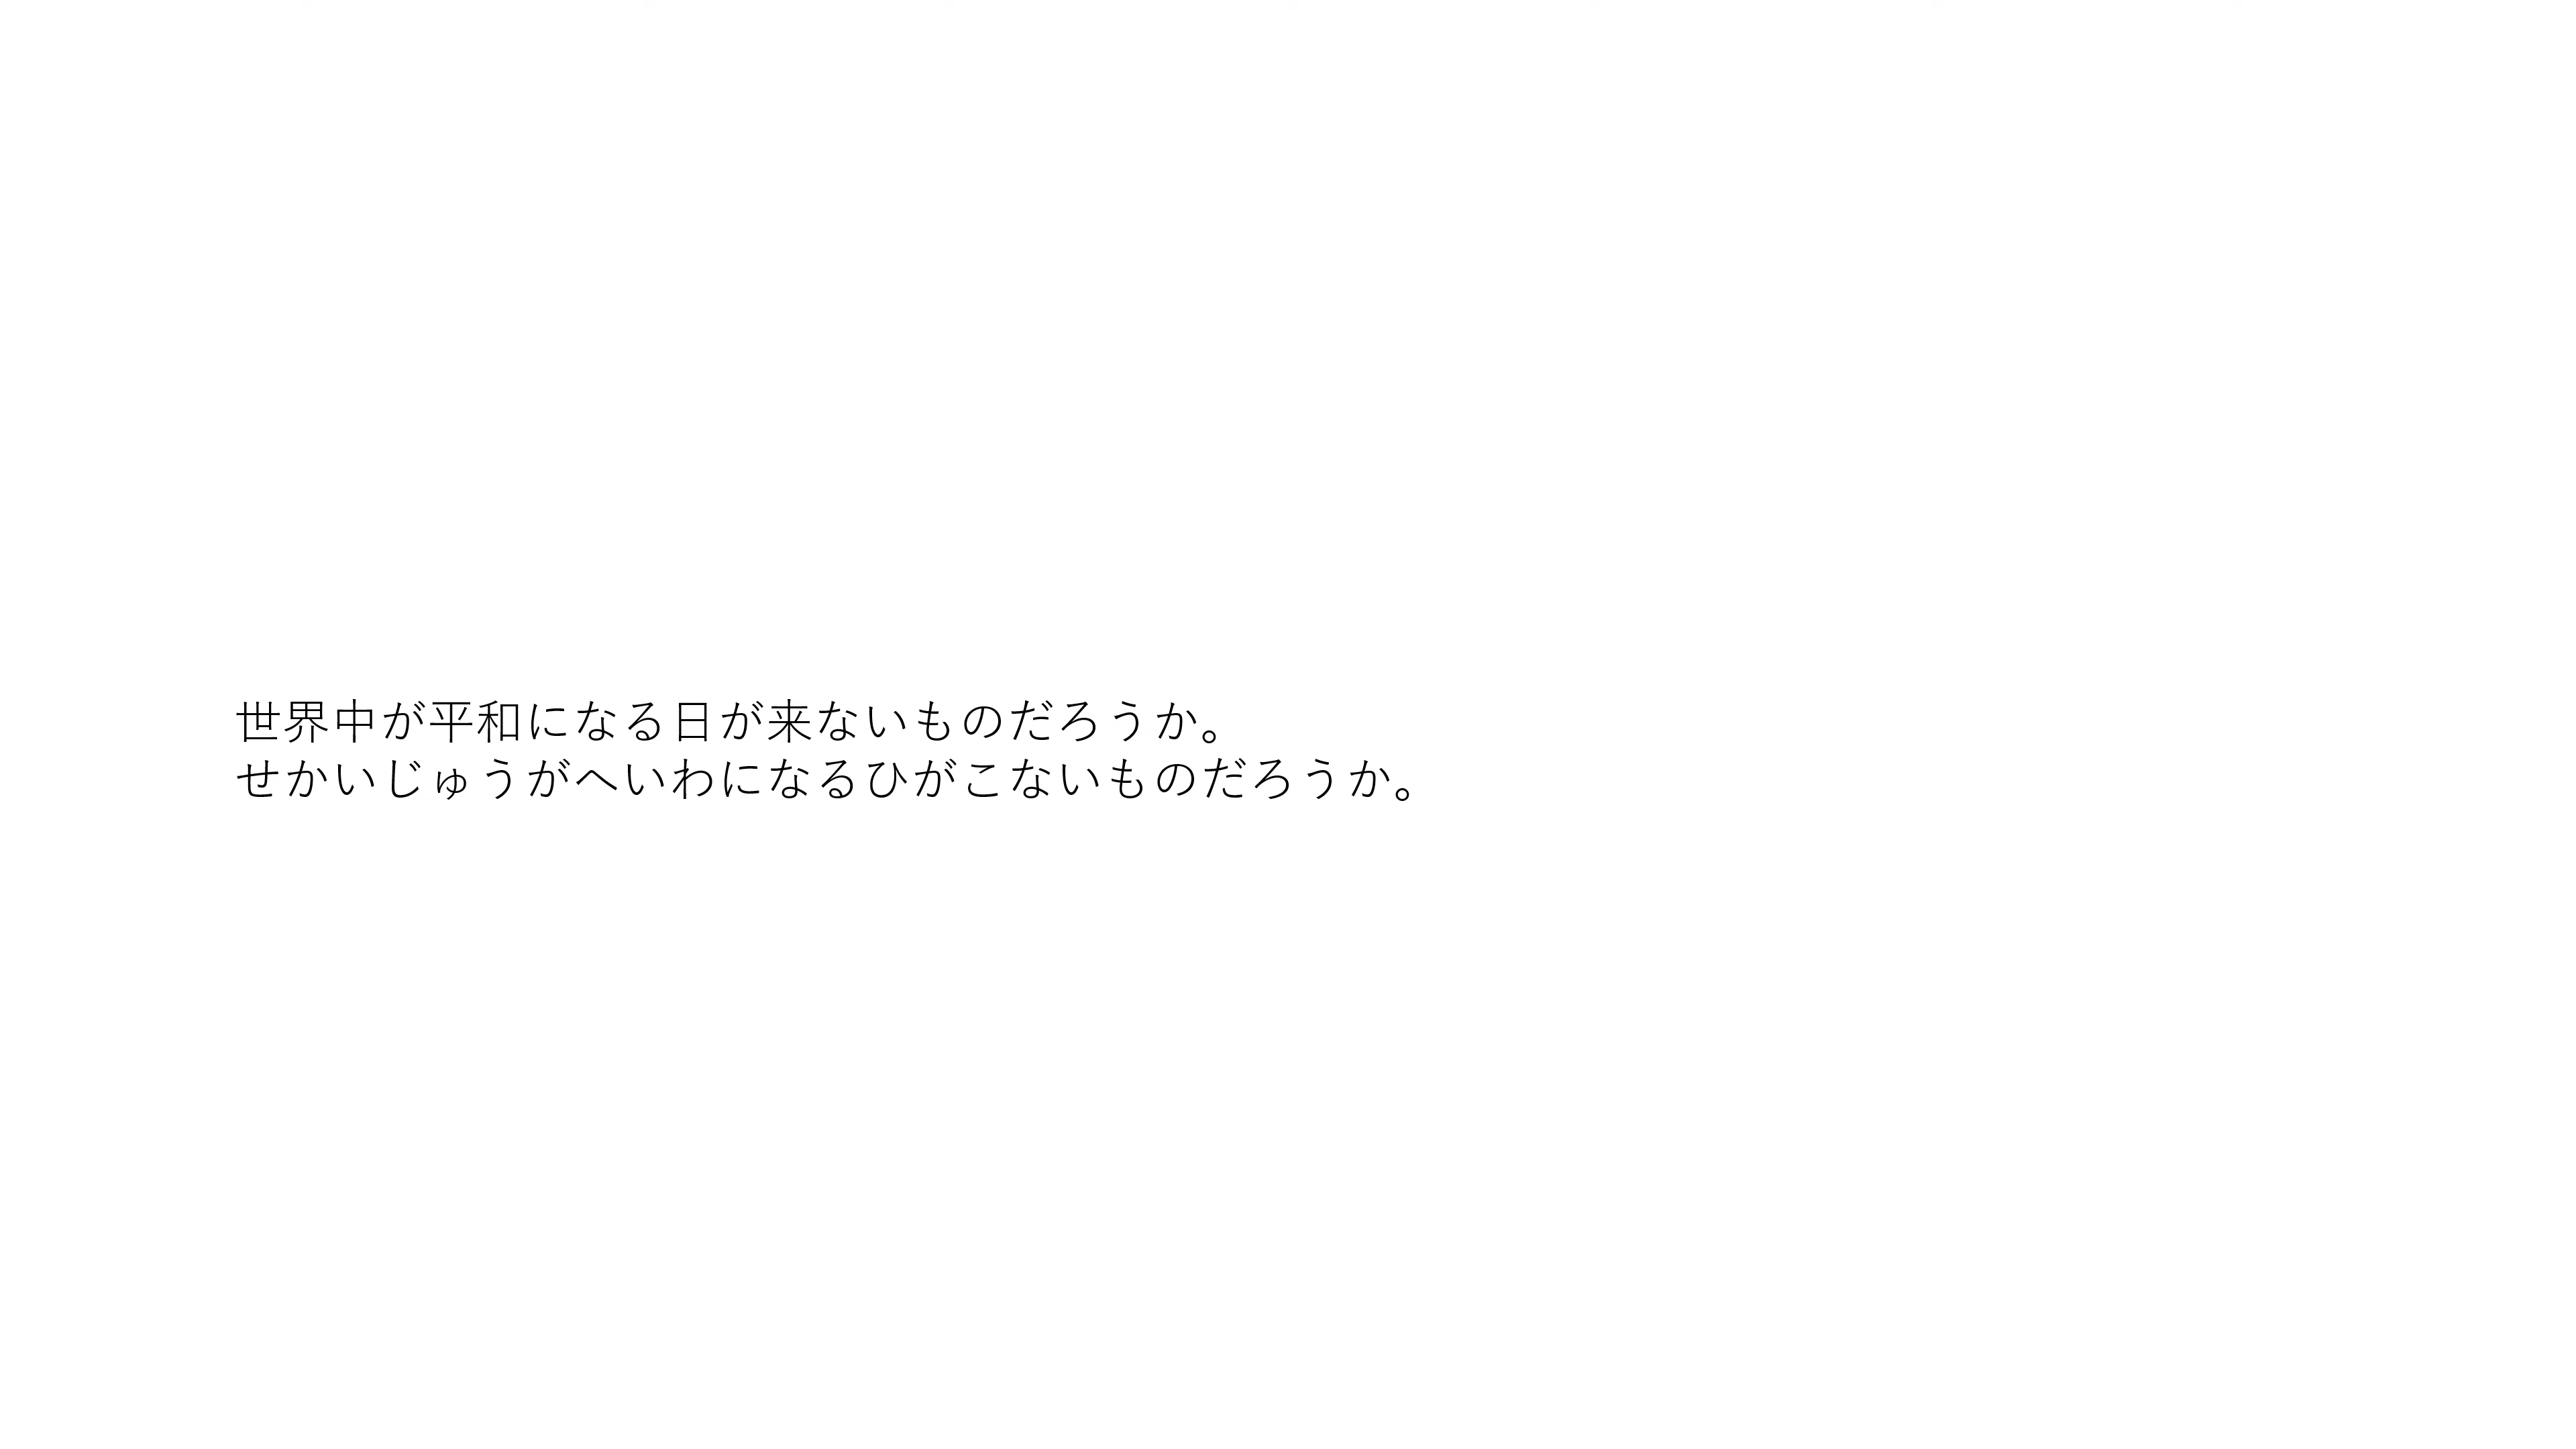 世界中が平和になる日が来ないものだろうか。
せかいじゅうがへいわになるひがこないものだろうか。